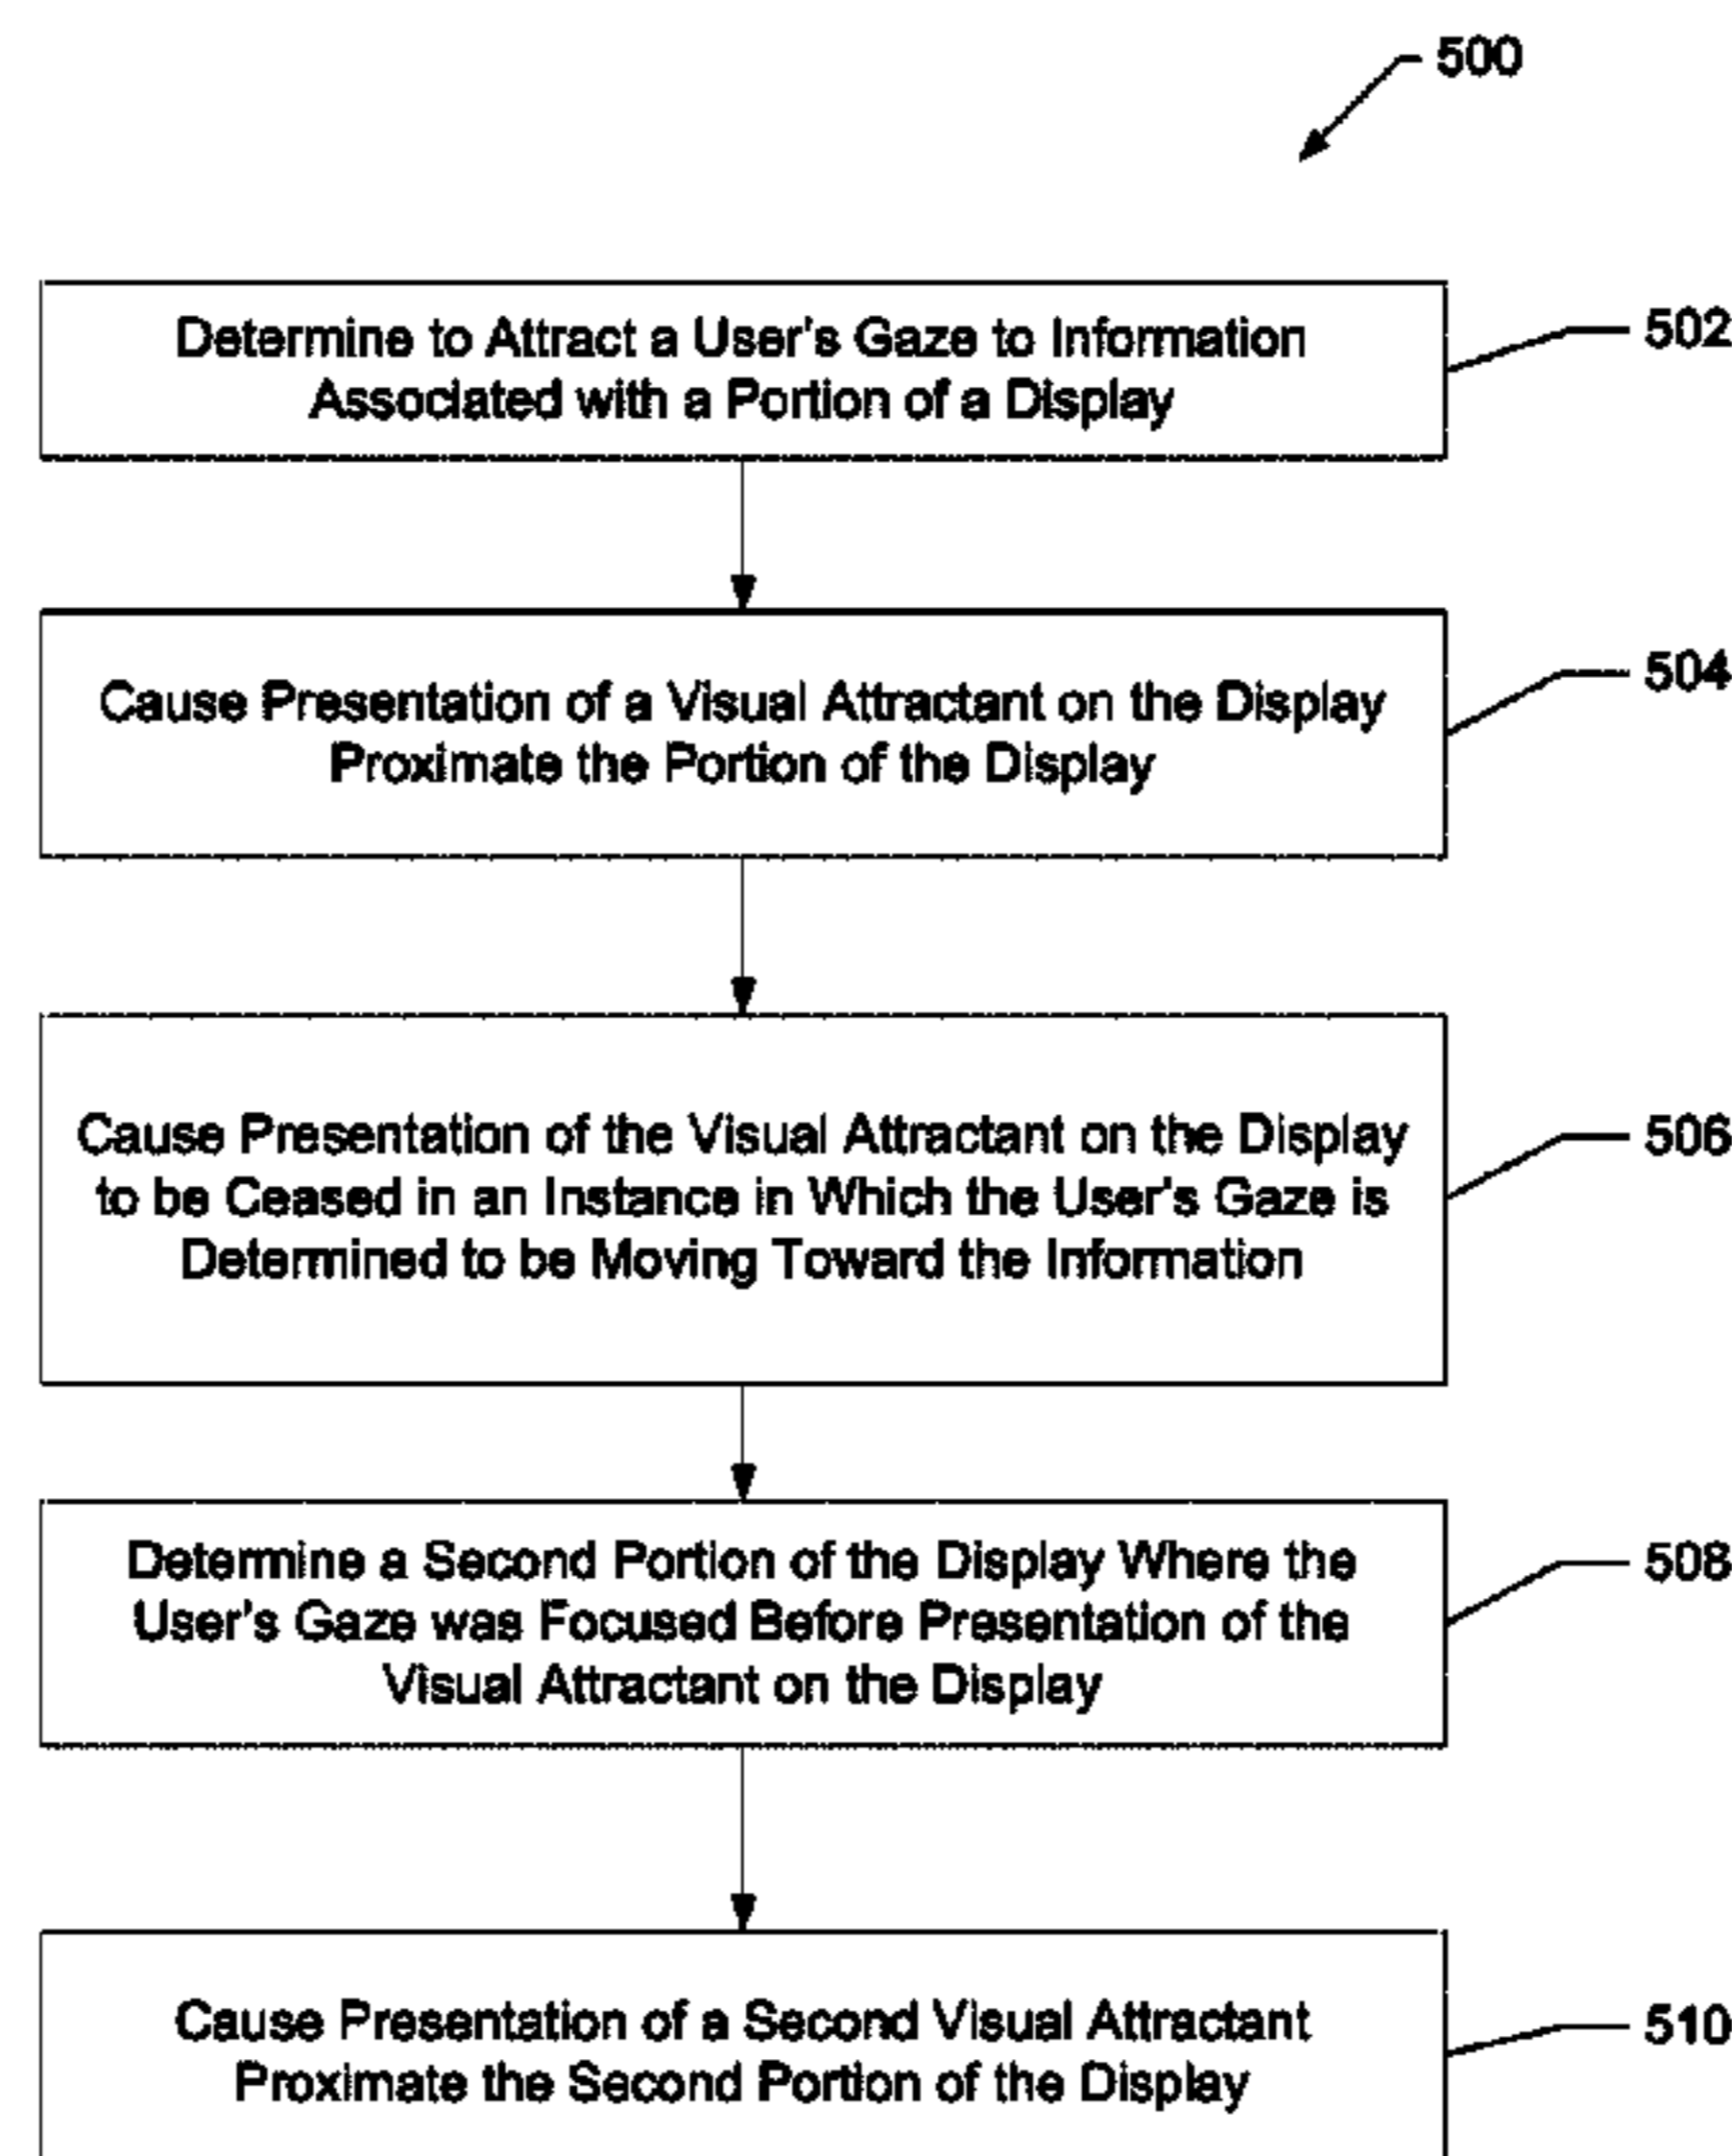 500
Determine to Attract a User's Gaze to Information
Associated with a Portion of a Display
502
Cause Presentation of a Visual Attractant on the Display
Proximate the Portion of the Display
504
Cause Presentation of the Visual Attractant on the Display
to be Ceased in an Instance in Which the User's Gaze is
Determined to be Moving Toward the Information
506
Determine a Second Portion of the Display Where the
User's Gaze was Focused Before Presentation of the
Visual Attractant on the Display
508
Cause Presentation of a Second Visual Attractant
Proximate the Second Portion of the Display
510